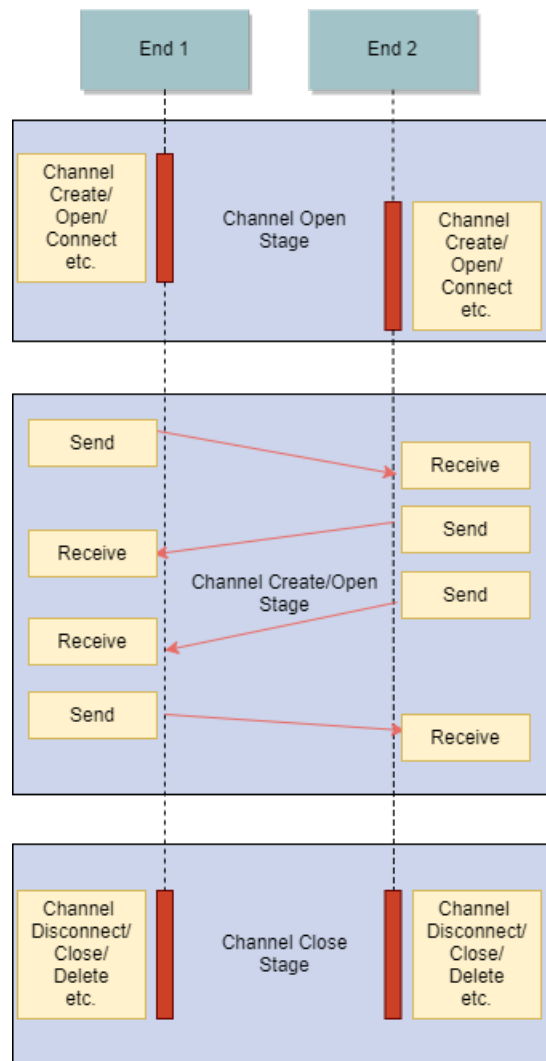 End 1
End 2
Channel
Create/
Open/
Connect
etc.
Channel Open
Stage
Channel
Create/
Open/
Connect
etc.
Send
Receive
Receive
Send
Channel Create/Open
Stage
Send
Receive
Send
Receive
Channel
Disconnect/
Close/
Delete
etc.
Channel Close
Stage
Channel
Disconnect/
Close/
Delete
etc.